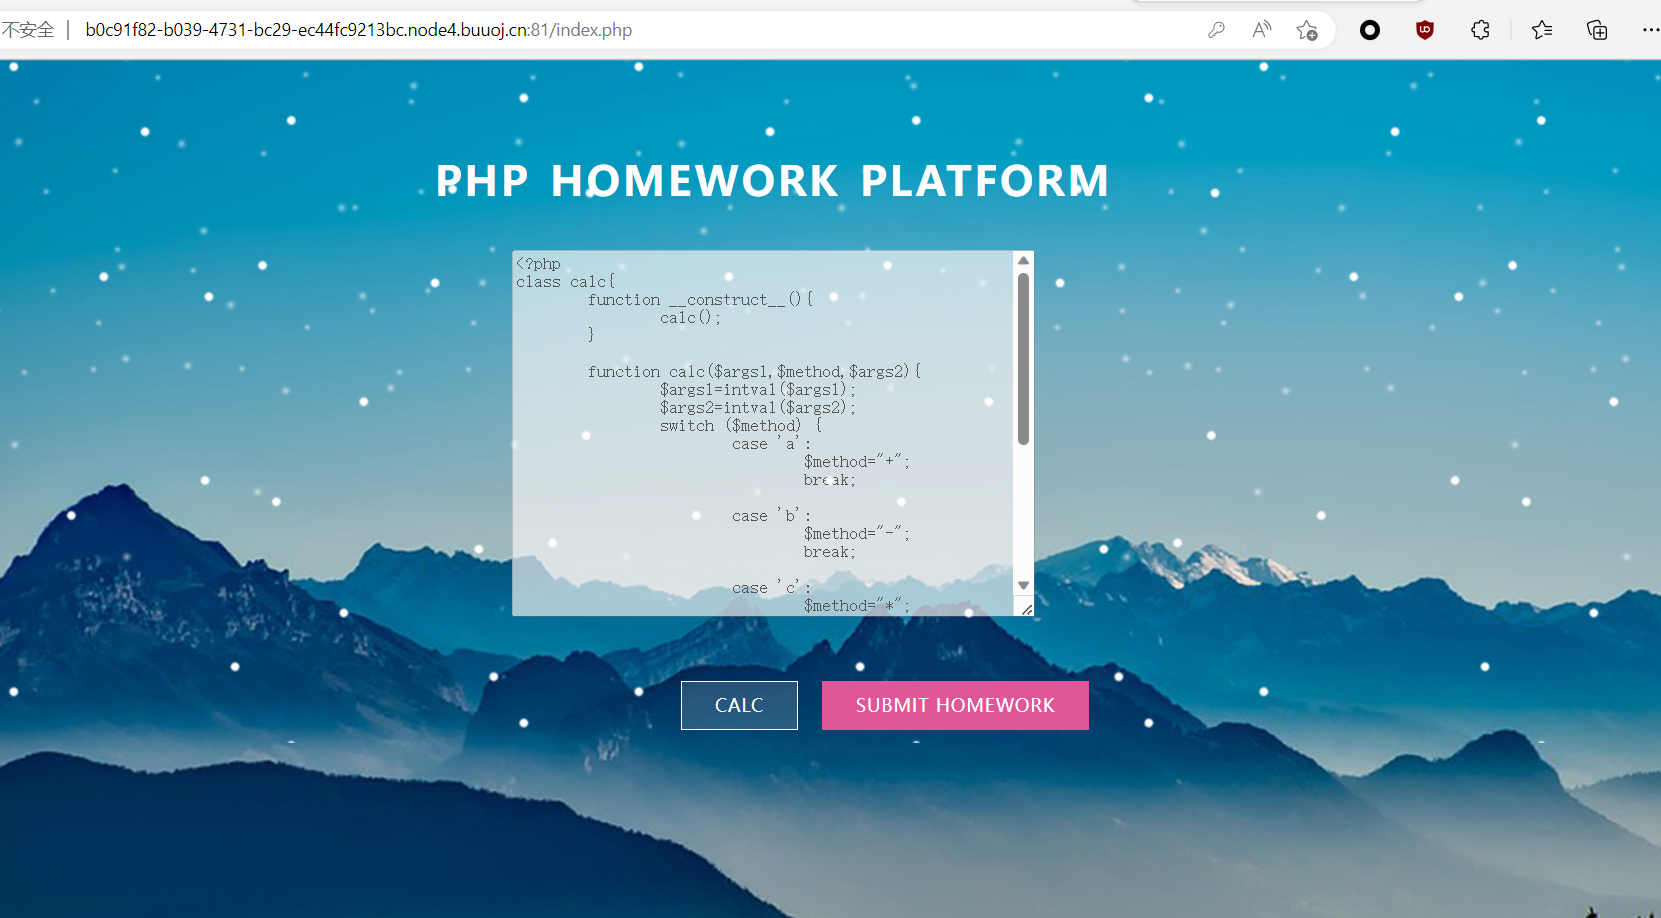 不安全 | b0c91f82-b039-4731-bc29-ec44fc9213bc.node4.buuoj.cn:81/index.php
PHP HOMEWORK PLATFORM
<?php
class calc{
function __construct__(){
calc();
}
function calc($args1,$method,$args2){
$args1=intval($args1);
$args2=intval($args2);
switch ($method) {
case 'a':
$method="+";
break;
case 'b':
$method="-";
break;
case 'c':
$method="*";
CALC
SUBMIT HOMEWORK